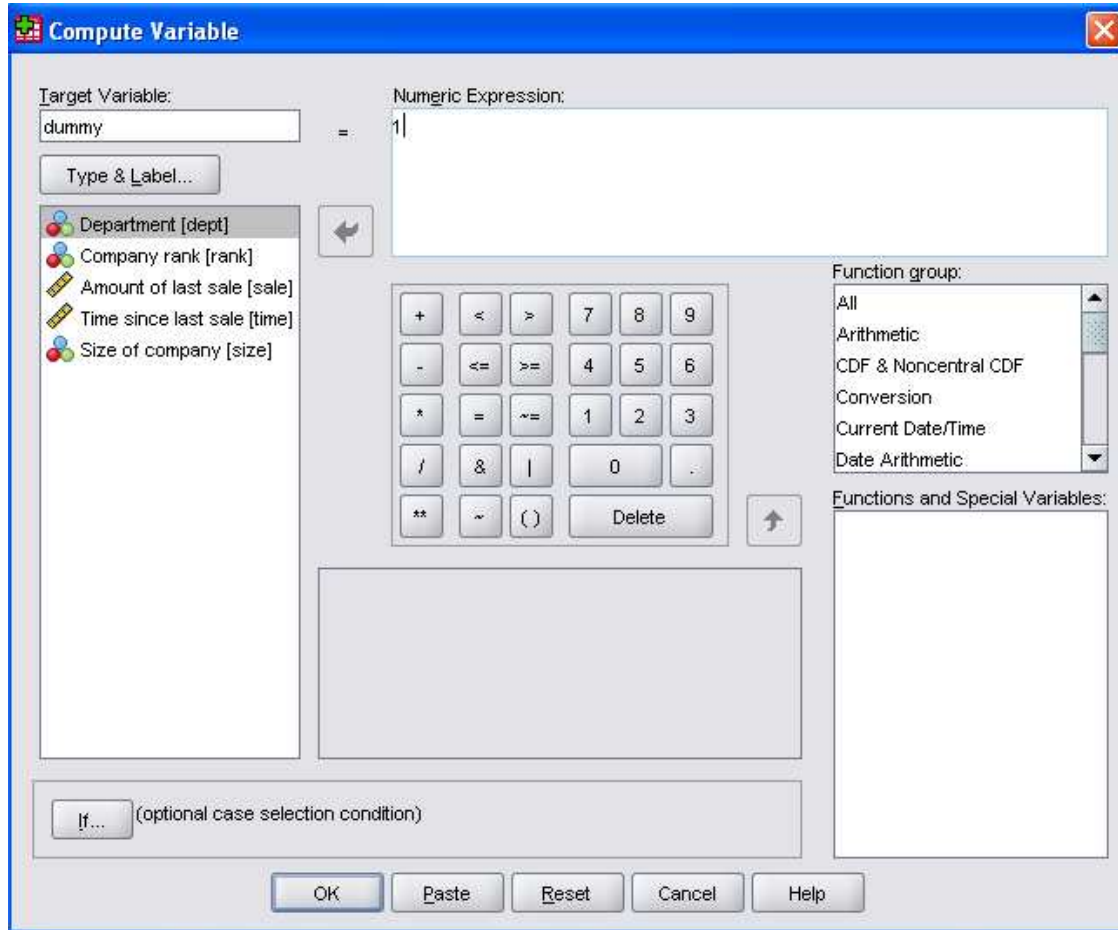 Compute Variable
Target Variable:
dummy
=
Numeric Expression:
1
Type & Label...
Department [dept]
Company rank [rank]
Amount of last sale [sale]
Time since last sale [time]
Size of company [size]
+ < > 7 8 9
- <= >= 4 5 6
* = ~= 1 2 3
/ & | 0 .
** ~ ( ) Delete
Function group:
All
Arithmetic
CDF & Noncentral CDF
Conversion
Current Date/Time
Date Arithmetic
Functions and Special Variables:
If... (optional case selection condition)
OK Paste Reset Cancel Help